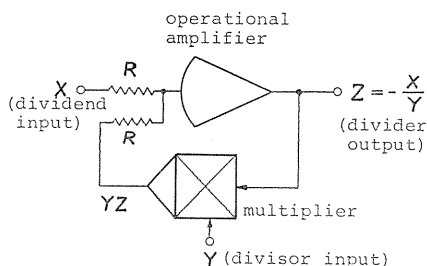 operational
amplifier
X
R
(dividend
input)
R
Z = - X/Y
(divider
output)
YZ
multiplier
Y (divisor input)